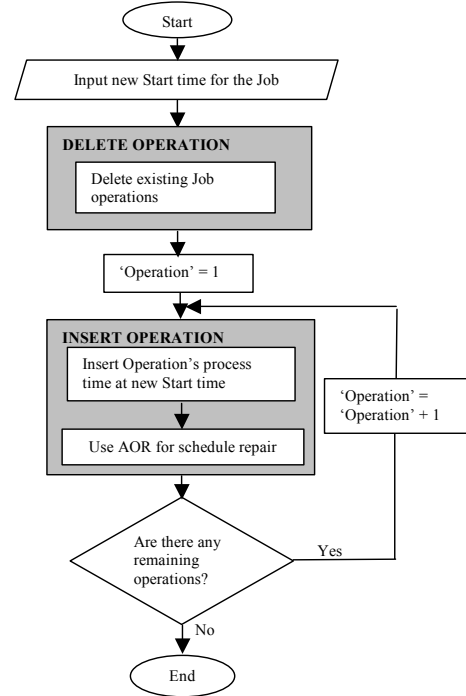 Start
Input new Start time for the Job
DELETE OPERATION
Delete existing Job
operations
‘Operation’ = 1
INSERT OPERATION
Insert Operation’s process
time at new Start time
Use AOR for schedule repair
‘Operation’ =
‘Operation’ + 1
Are there any
remaining
operations?
Yes
No
End